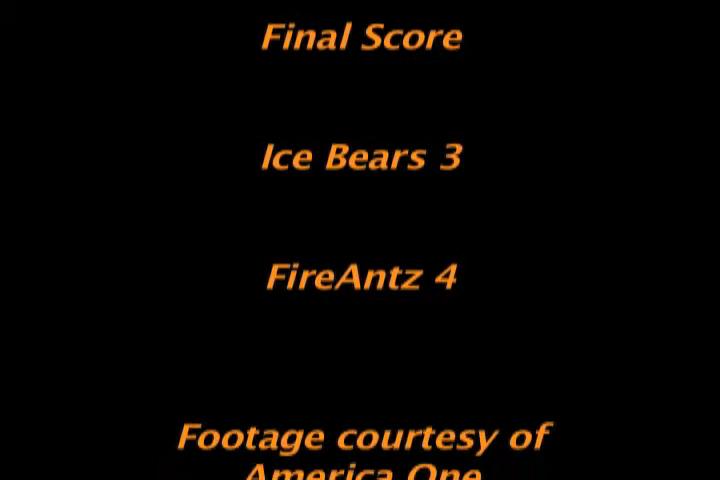 Final Score
Ice Bears 3
FireAntz 4
Footage courtesy of
America One